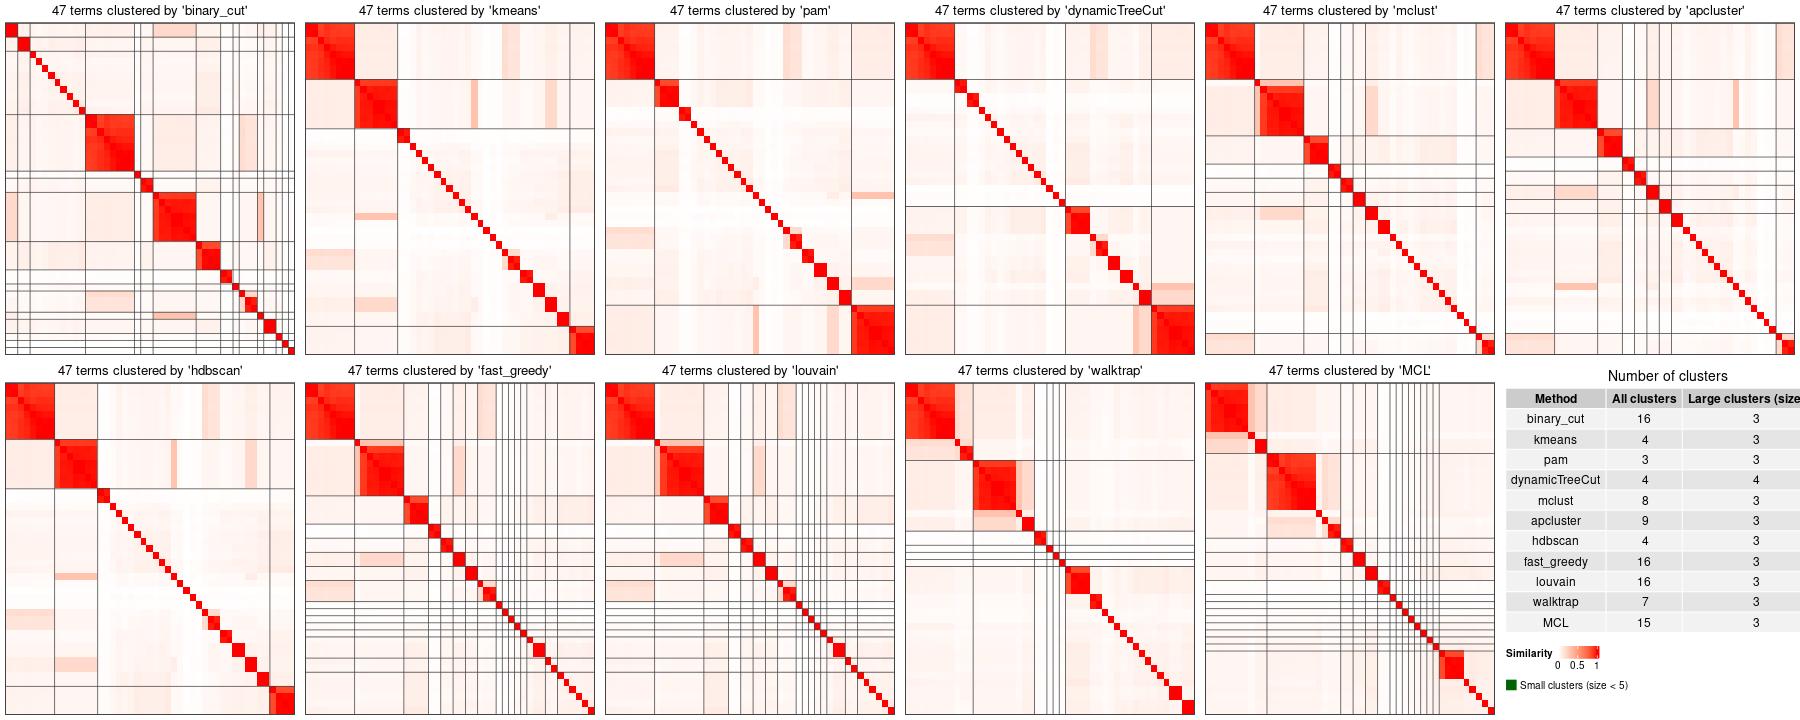 47 terms clustered by 'binary_cut'
47 terms clustered by 'kmeans'
47 terms clustered by 'pam'
47 terms clustered by 'dynamicTreeCut'
47 terms clustered by 'mclust'
47 terms clustered by 'apcluster'
47 terms clustered by 'hdbscan'
47 terms clustered by 'fast_greedy'
47 terms clustered by 'louvain'
47 terms clustered by 'walktrap'
47 terms clustered by 'MCL'
Number of clusters
Method All clusters Large clusters (size
binary_cut 16 3
kmeans 4 3
pam 3 3
dynamicTreeCut 4 4
mclust 8 3
apcluster 9 3
hdbscan 4 3
fast_greedy 16 3
louvain 16 3
walktrap 7 3
MCL 15 3
Similarity
0 0.5 1
Small clusters (size < 5)